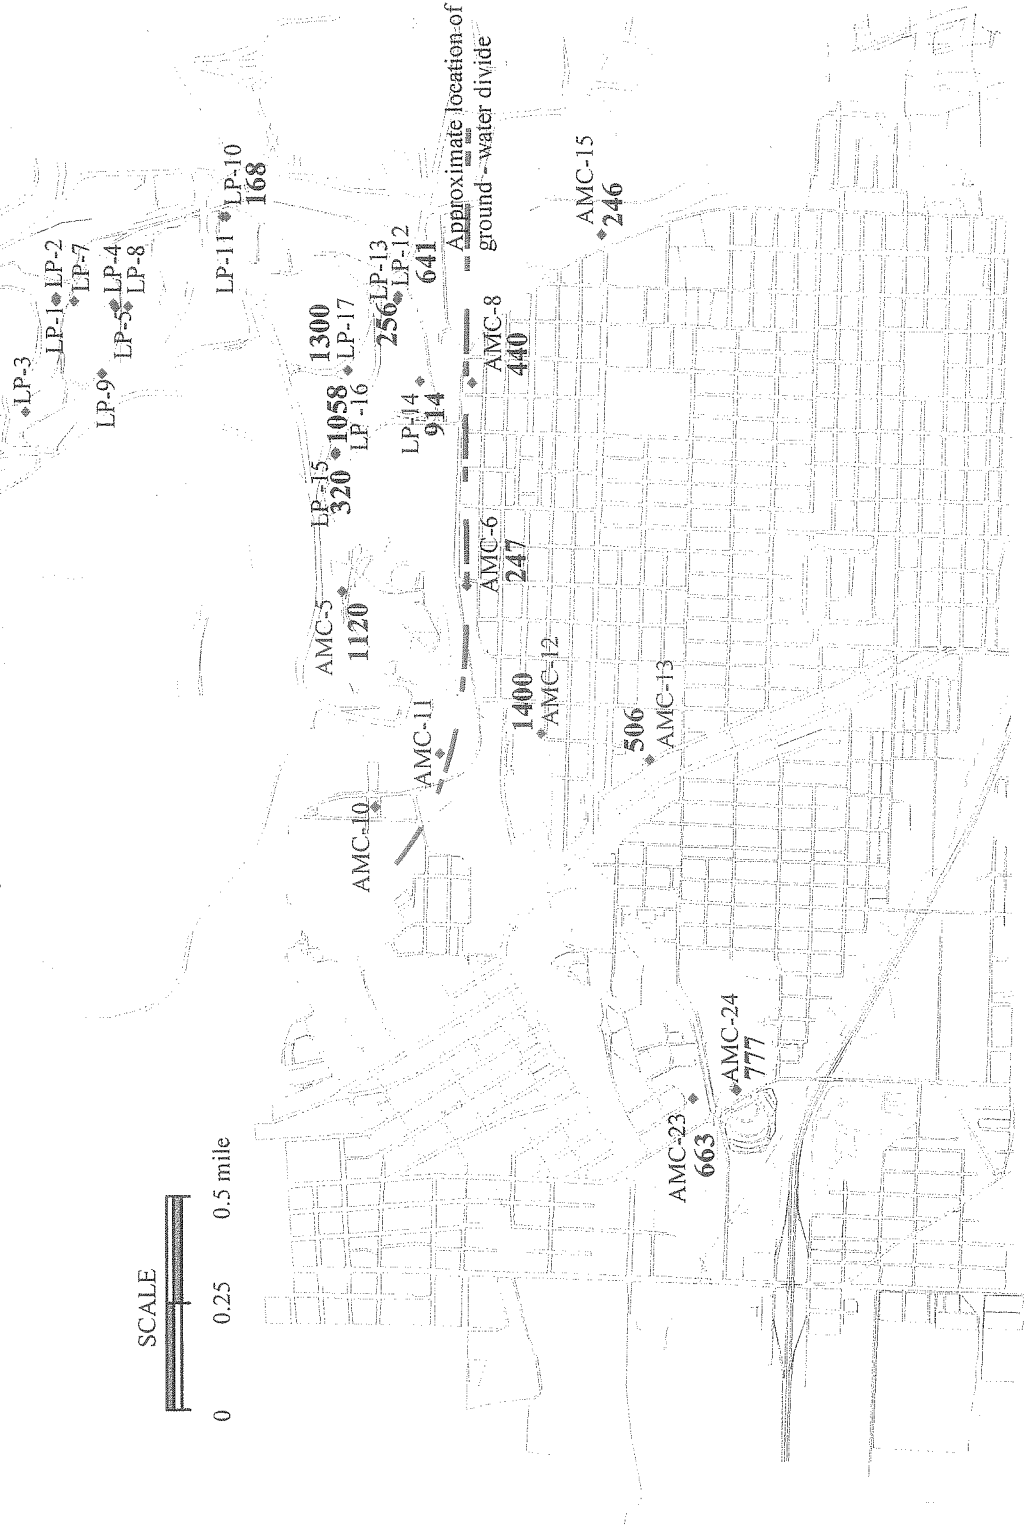 SCALE
0
0.25
0.5 mile
LP-3
LP-1
LP-2
LP-7
LP-9
LP-5
LP-4
LP-8
LP-11
LP-10
168
1300
LP-17
LP-13
256
LP-12
641
Approximate location of
ground - water divide
1058
LP -16
LP-14
914
LP -15
320
AMC-5
1120
AMC-8
440
AMC-6
247
AMC-15
246
AMC-11
AMC-10
1400
AMC-12
506
AMC-13
AMC-23
663
AMC-24
777